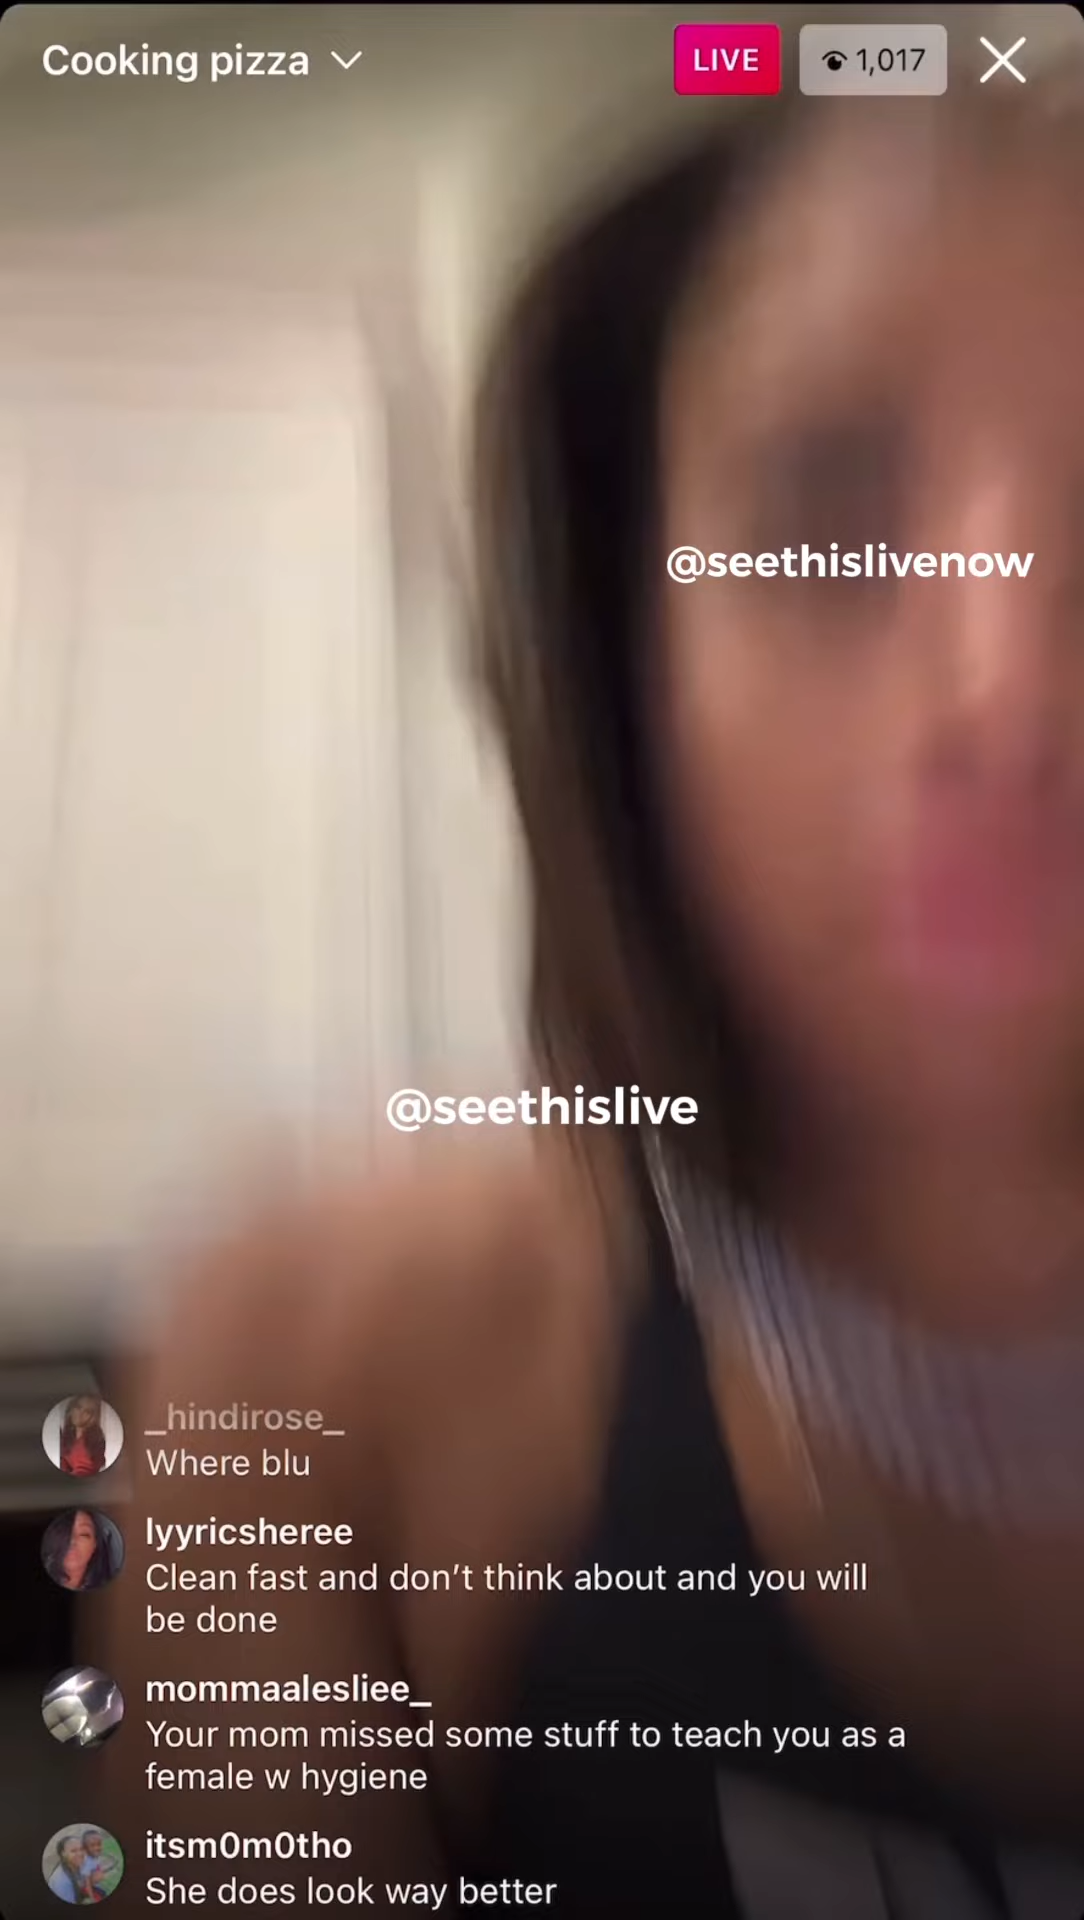 Cooking pizza
LIVE
1,017
@seethislivenow
@seethislive
_hindirose_
Where blu
lyyricsheree
Clean fast and don’t think about and you will
be done
mommaalesliee_
Your mom missed some stuff to teach you as a
female w hygiene
itsm0m0tho
She does look way better